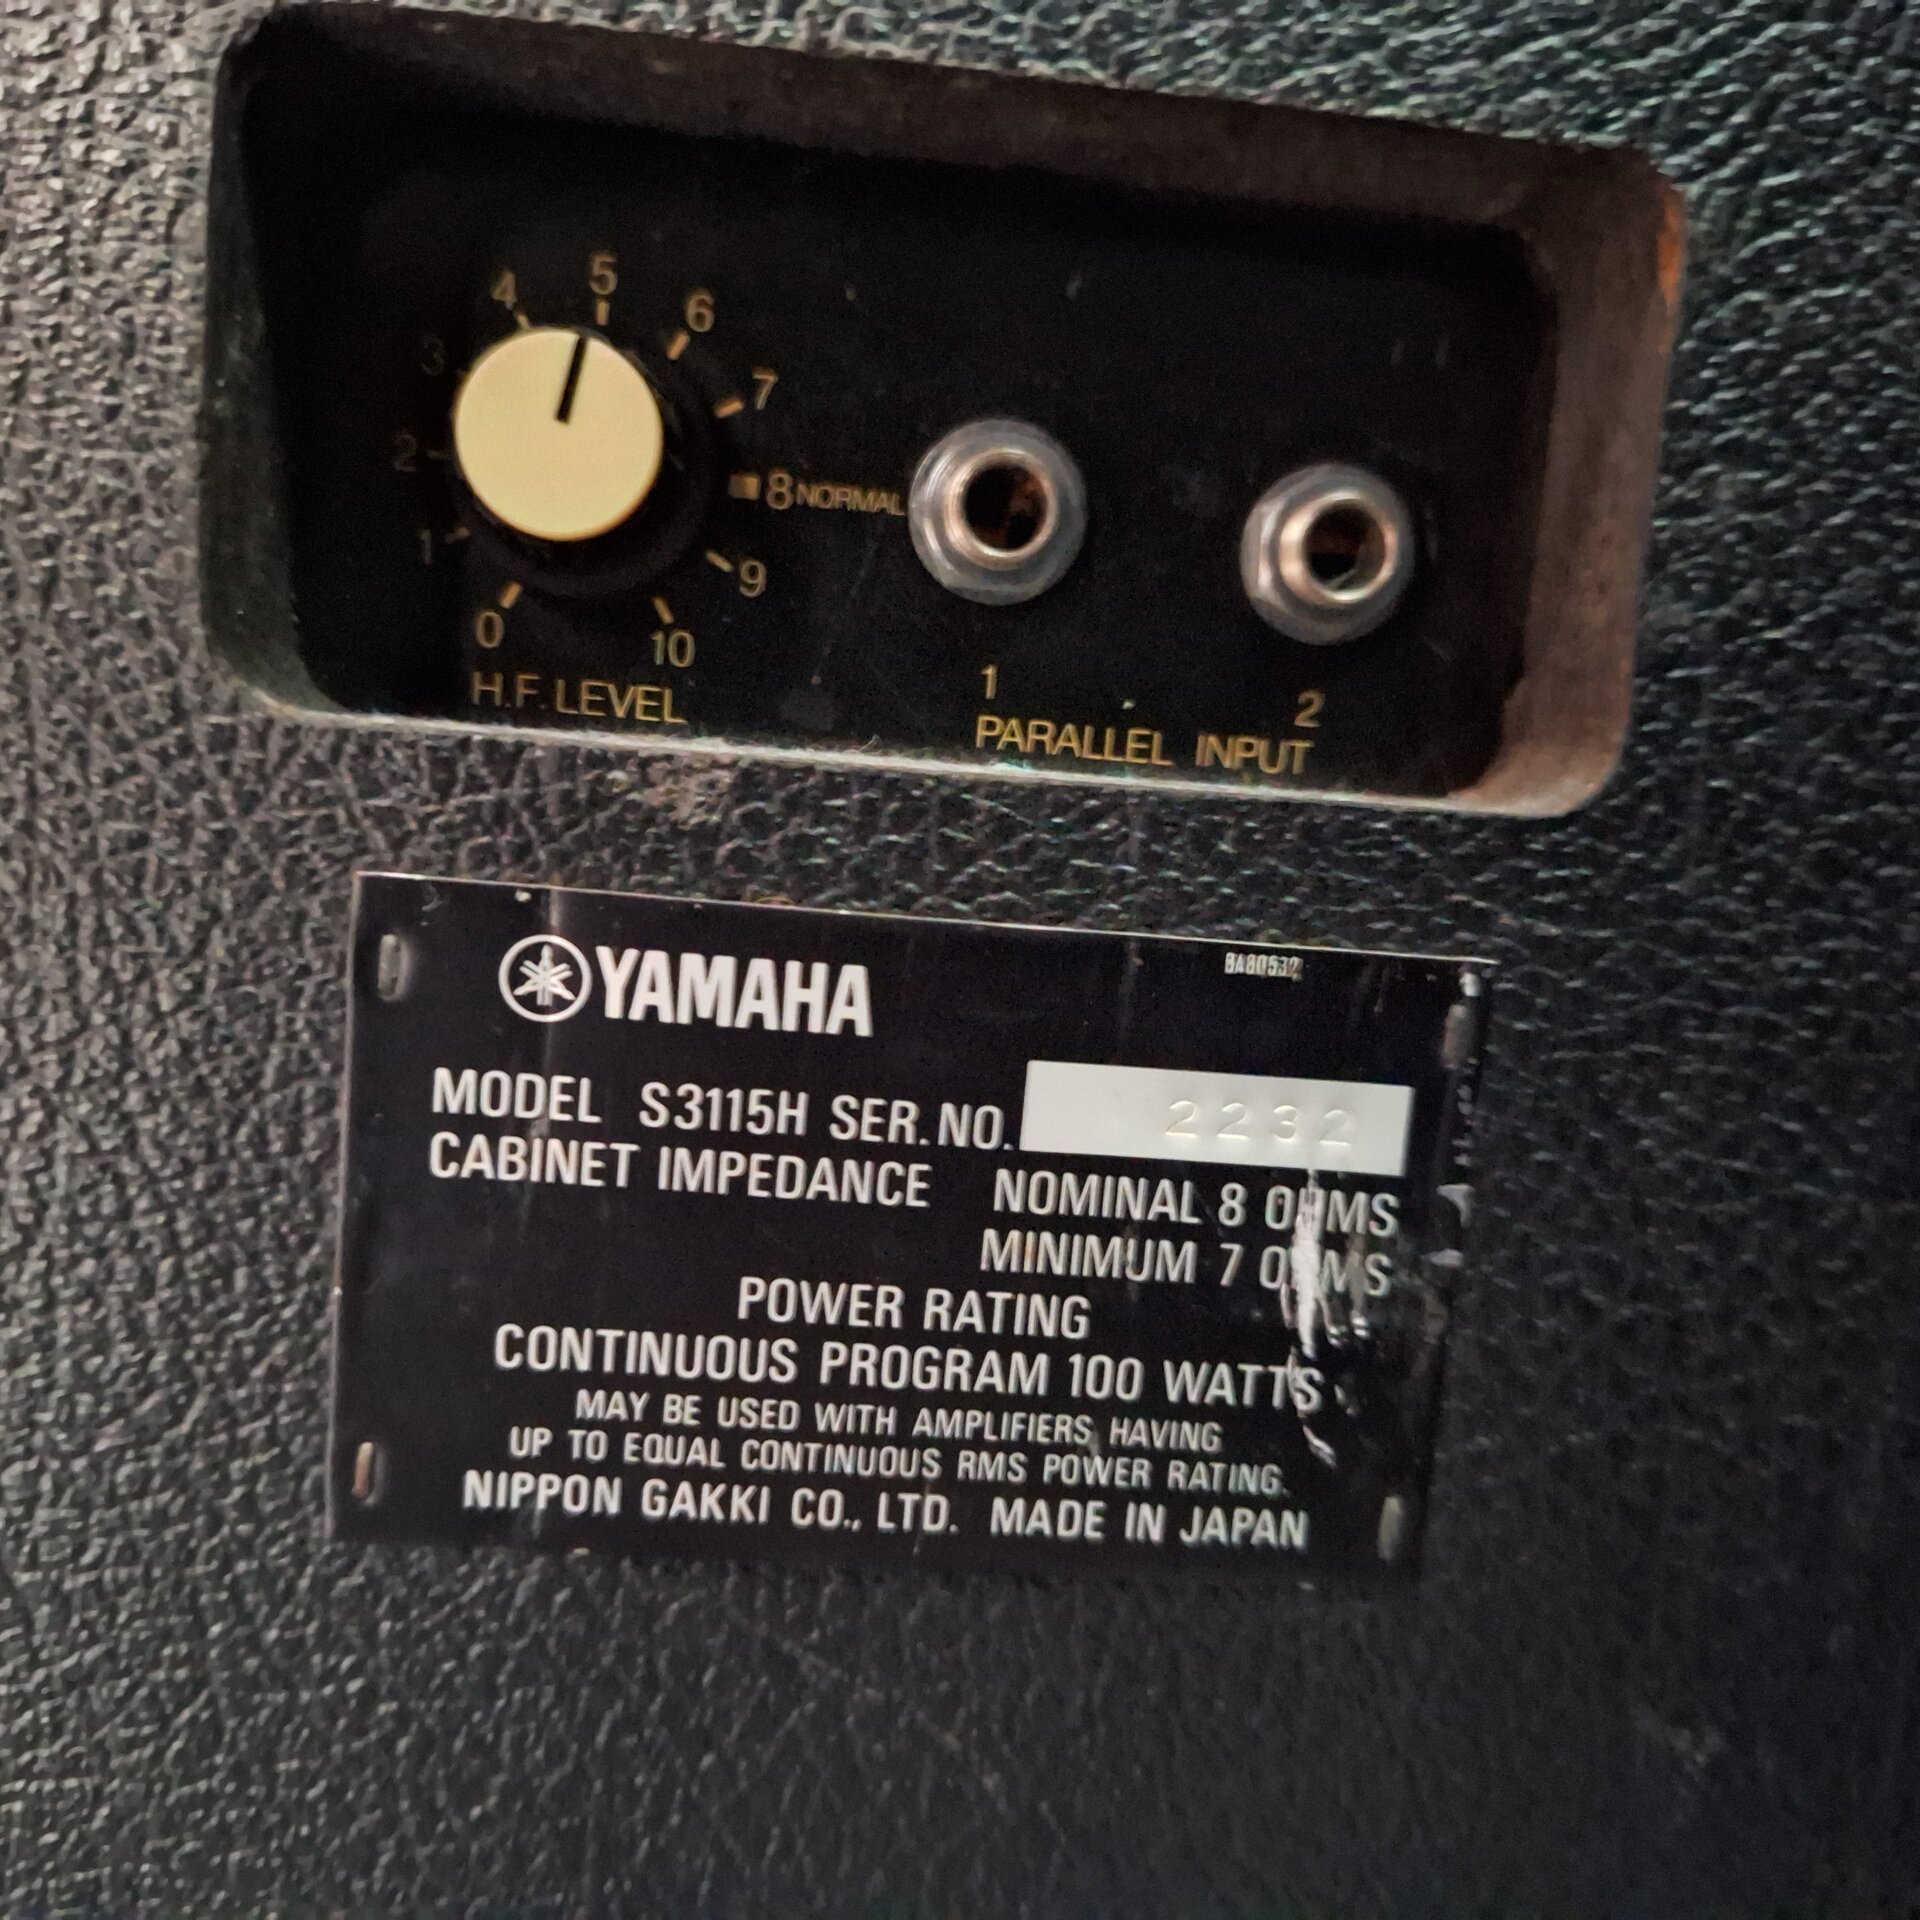 5
4
6
3
7
2
8 NORMAL
1
9
0
10
H.F. LEVEL
1
2
PARALLEL INPUT
YAMAHA
BA80532
MODEL S3115H SER. NO. 2232
CABINET IMPEDANCE NOMINAL 8 OHMS
MINIMUM 7 OHMS
POWER RATING
CONTINUOUS PROGRAM 100 WATTS
MAY BE USED WITH AMPLIFIERS HAVING
UP TO EQUAL CONTINUOUS RMS POWER RATING.
NIPPON GAKKI CO., LTD. MADE IN JAPAN